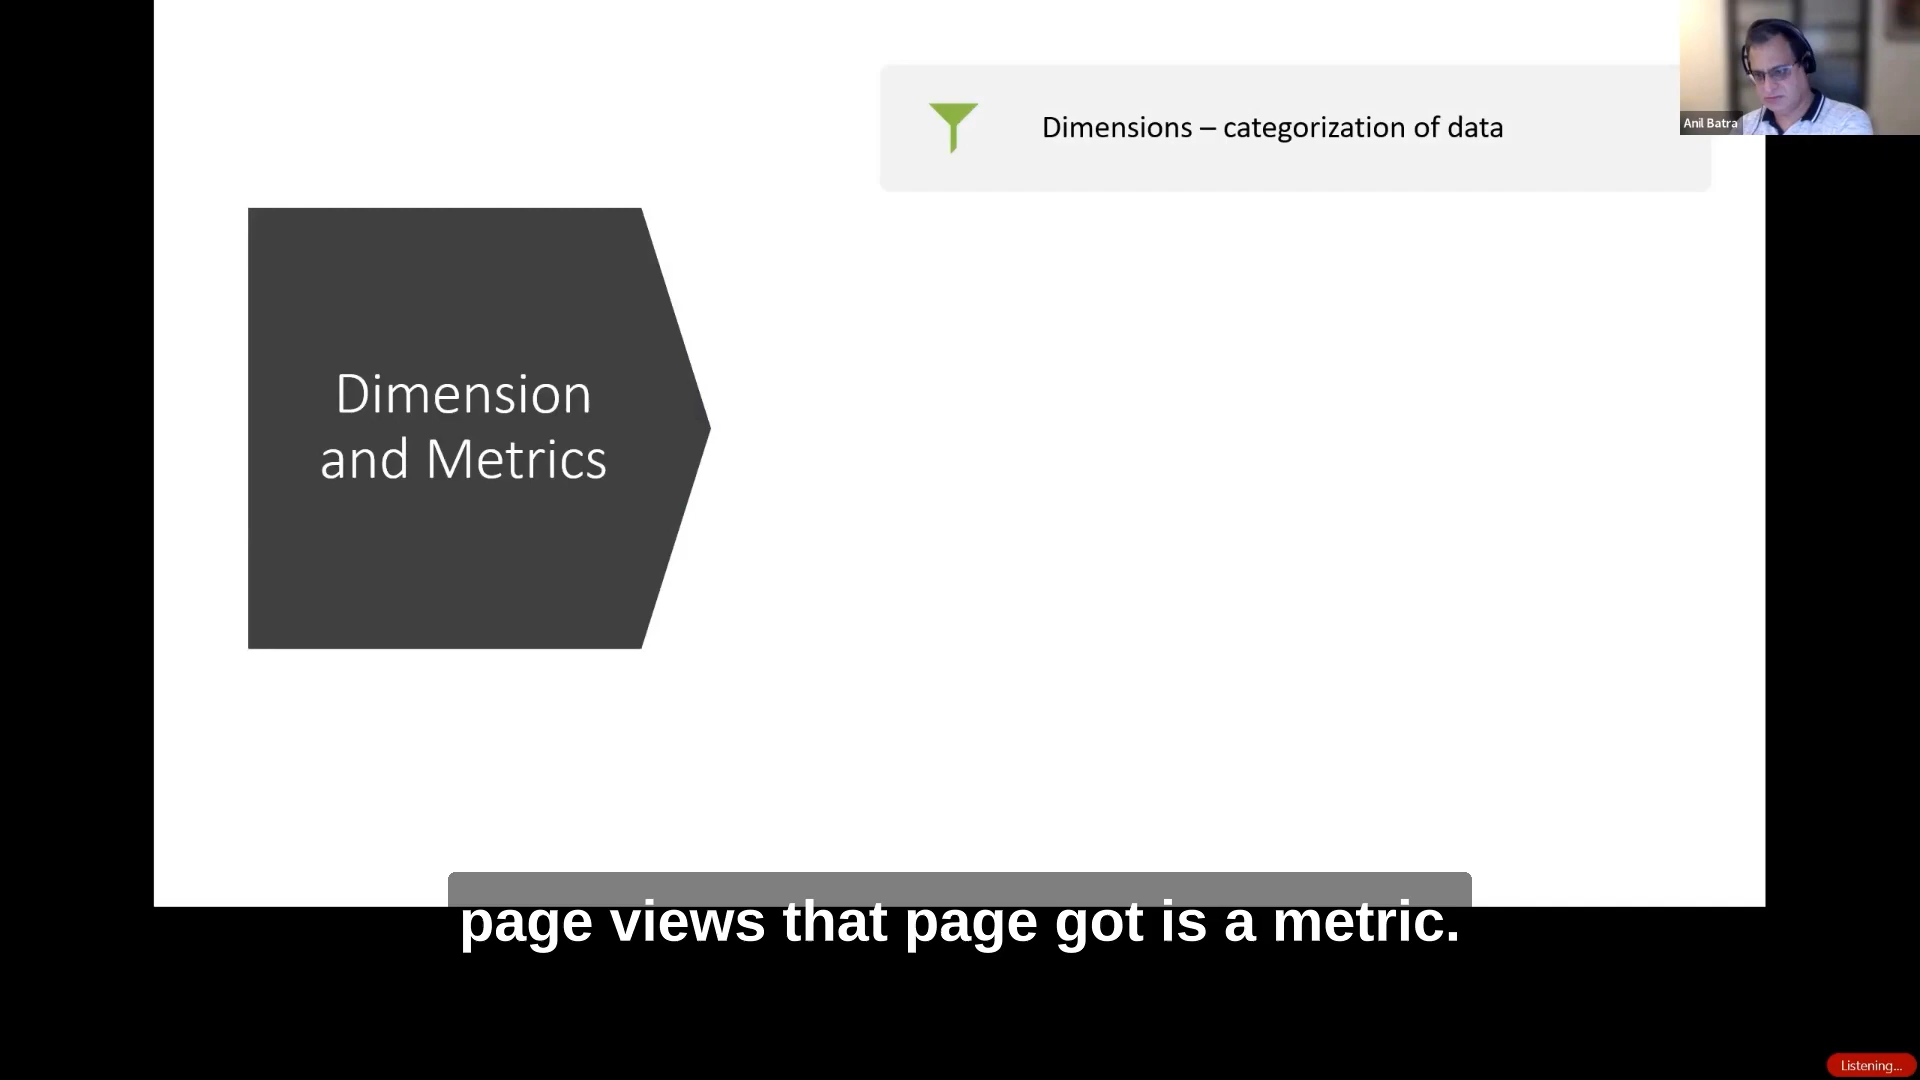 Dimensions – categorization of data
Anil Batra
Dimension
and Metrics
page views that page got is a metric.
Listening...